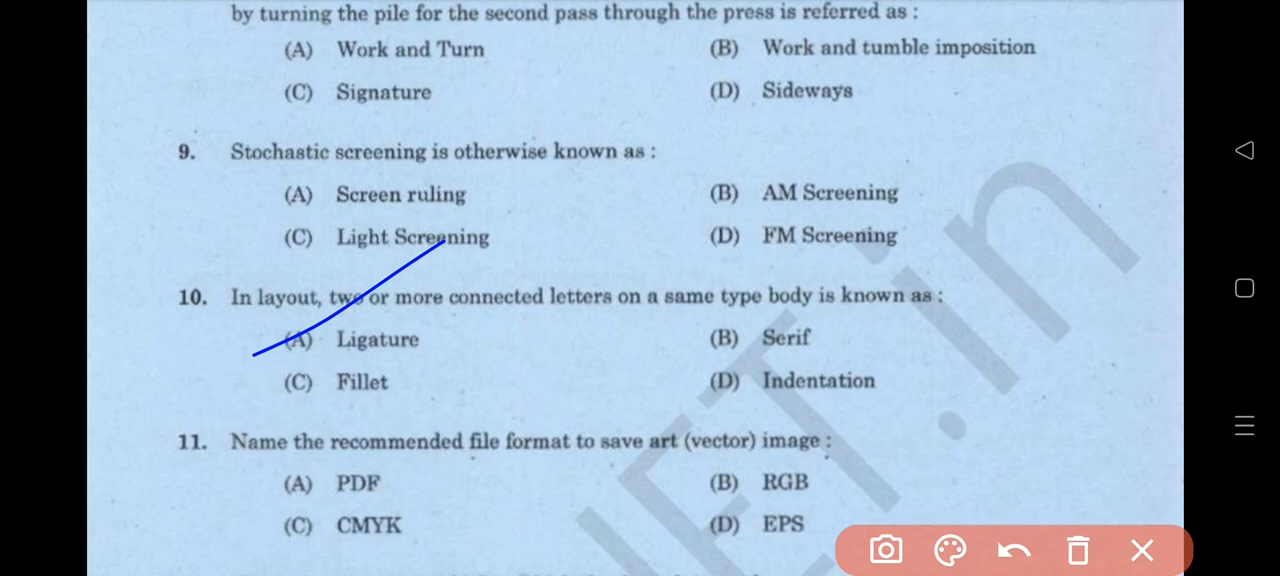 by turning the pile for the second pass through the press is referred as :
(A) Work and Turn (B) Work and tumble imposition
(C) Signature (D) Sideways
9. Stochastic screening is otherwise known as :
(A) Screen ruling (B) AM Screening
(C) Light Screening (D) FM Screening
10. In layout, two or more connected letters on a same type body is known as :
(A) Ligature (B) Serif
(C) Fillet (D) Indentation
11. Name the recommended file format to save art (vector) image :
(A) PDF (B) RGB
(C) CMYK (D) EPS